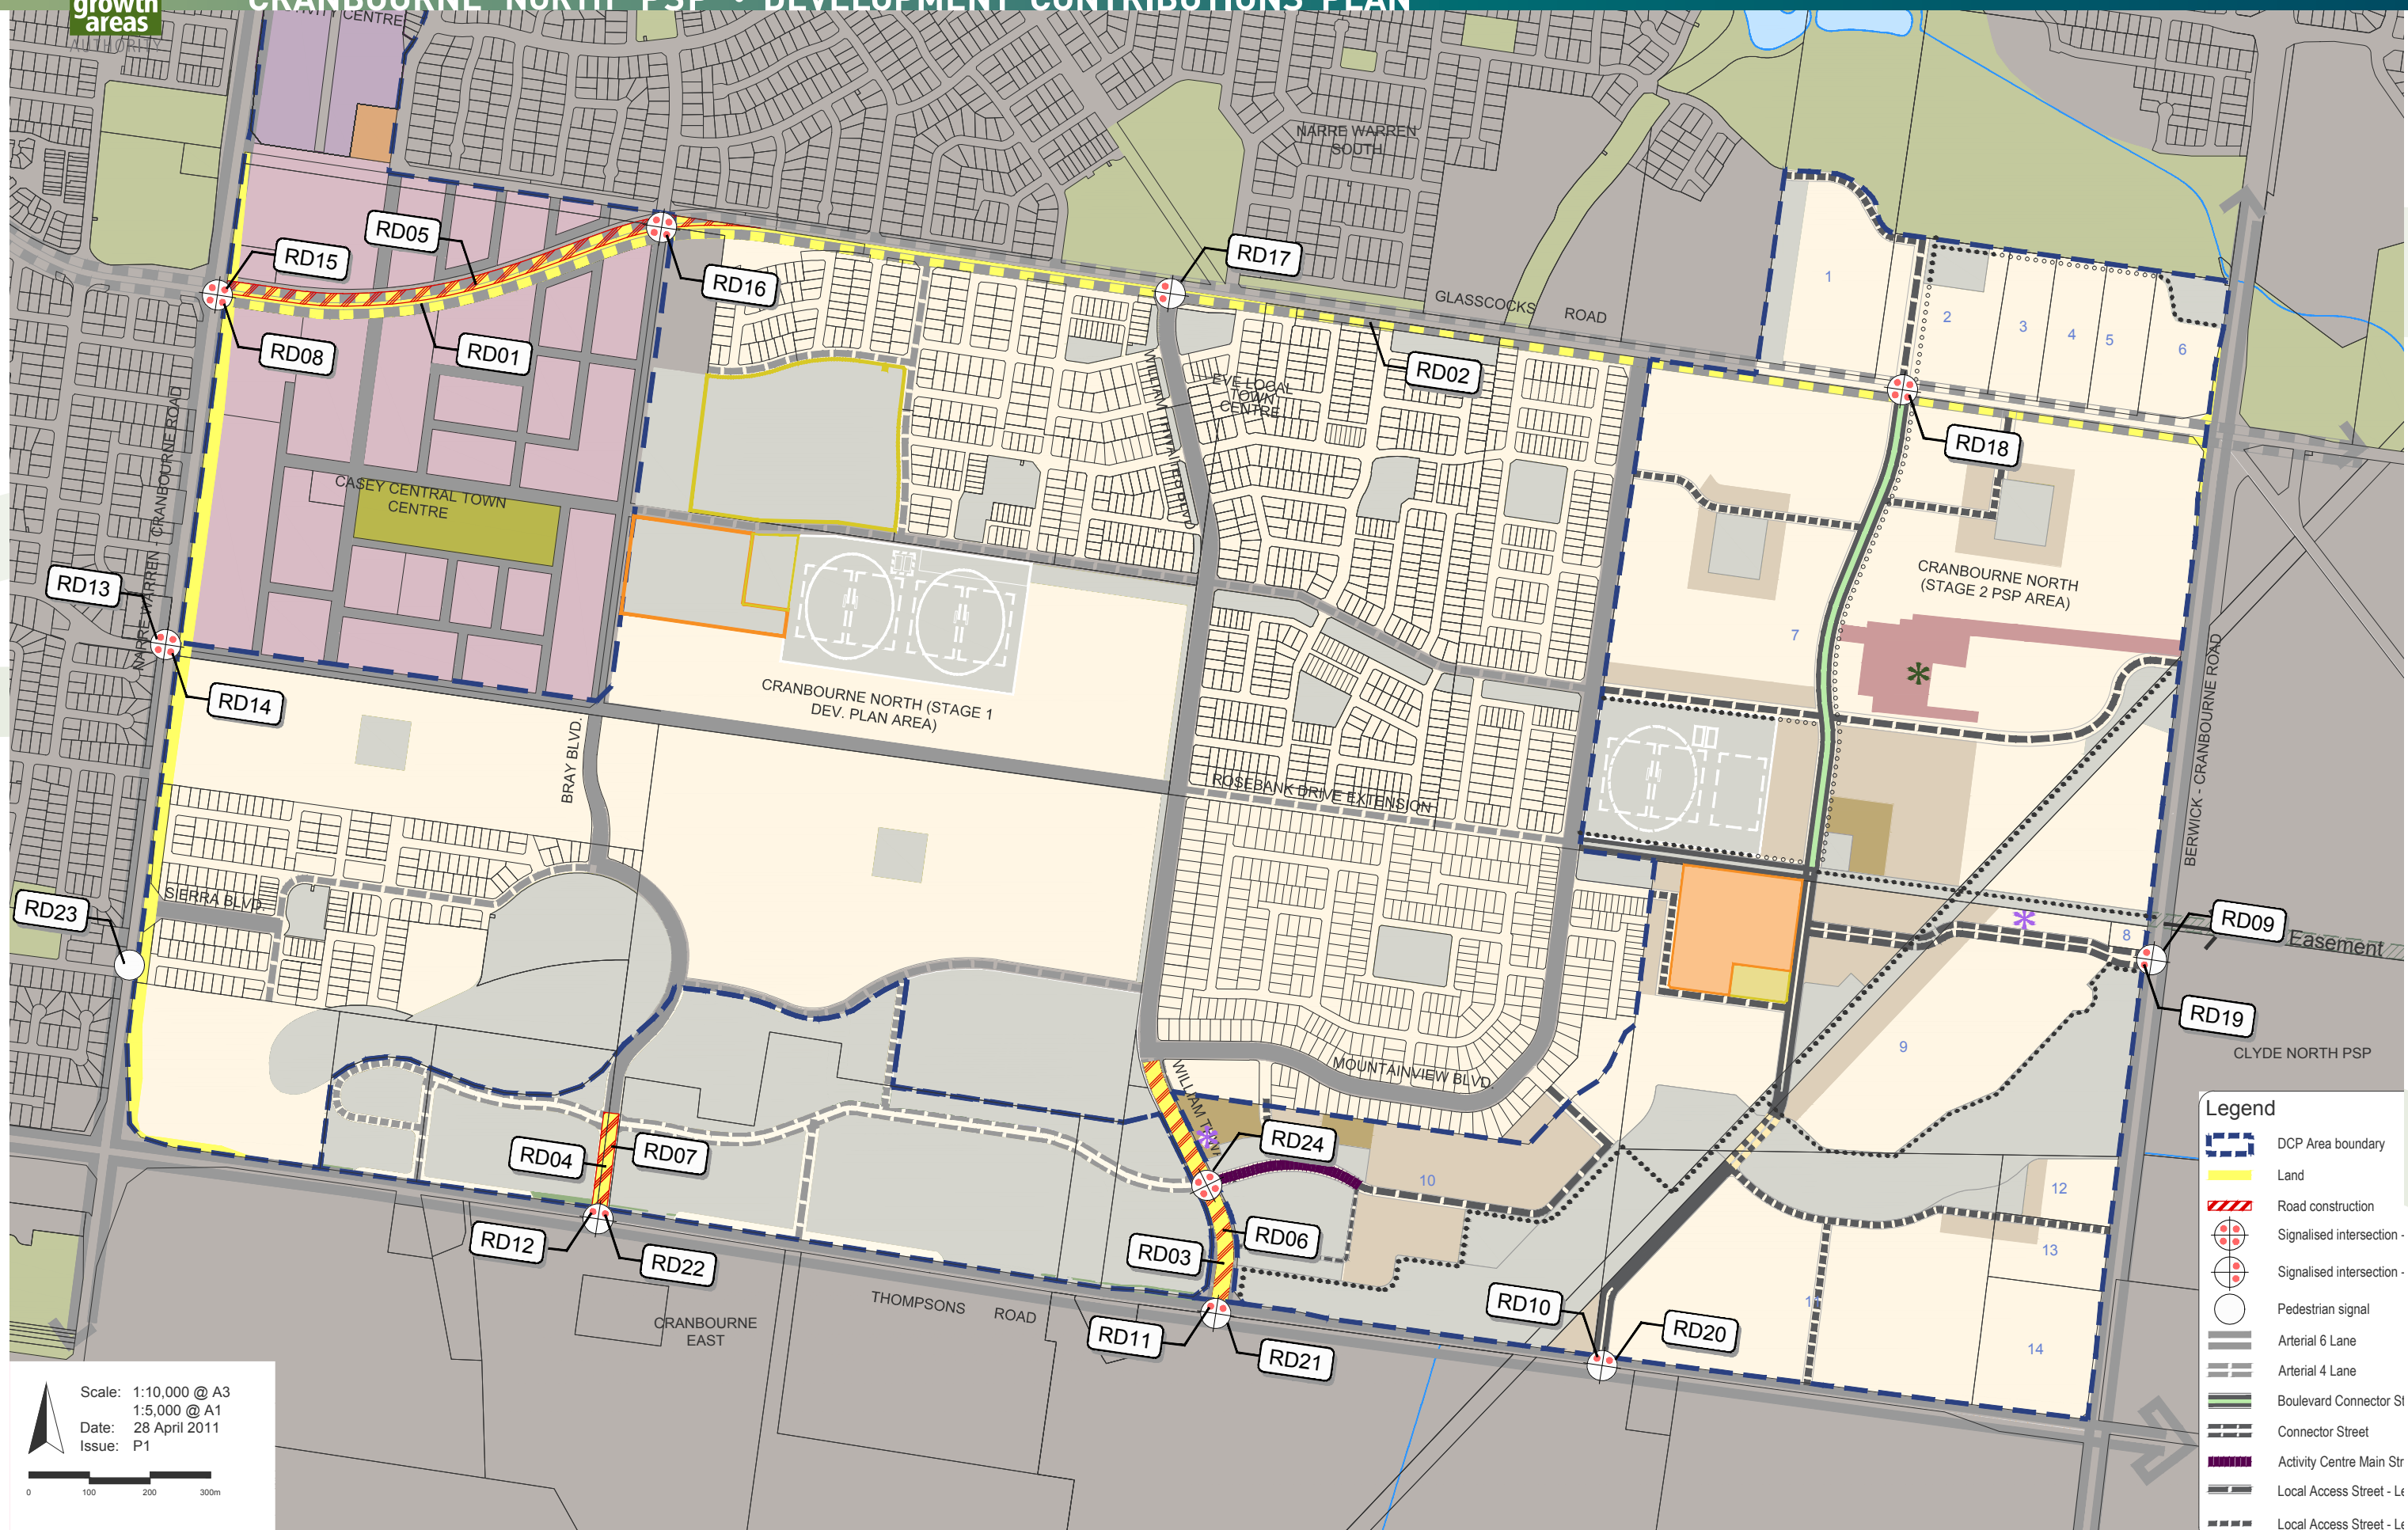 growth
areas
AUTHORITY
CRANBOURNE NORTH PSP • DEVELOPMENT CONTRIBUTIONS PLAN
CENTRE
NARRE WARREN
SOUTH
RD05
RD15
RD16
RD17
RD08
RD01
RD02
GLASSCOCKS ROAD
1
2
3
4
5
6
RD18
EVE LOCAL
TOWN
CENTRE
NARRE WARREN - CRANBOURNE ROAD
CASEY CENTRAL TOWN
CENTRE
RD13
RD14
CRANBOURNE NORTH
(STAGE 2 PSP AREA)
7
CRANBOURNE NORTH (STAGE 1
DEV. PLAN AREA)
BRAY BLVD.
ROSEBANK DRIVE EXTENSION
BERWICK - CRANBOURNE ROAD
SIERRA BLVD.
RD23
8
RD09
Easement
RD19
CLYDE NORTH PSP
9
MOUNTAINVIEW BLVD.
RD04
RD07
RD24
10
12
13
RD12
RD22
RD03
RD06
RD11
RD21
RD10
RD20
11
14
THOMPSONS ROAD
CRANBOURNE
EAST
Scale: 1:10,000 @ A3
1:5,000 @ A1
Date: 28 April 2011
Issue: P1
0 100 200 300m
Legend
DCP Area boundary
Land
Road construction
Signalised intersection -
Signalised intersection -
Pedestrian signal
Arterial 6 Lane
Arterial 4 Lane
Boulevard Connector
Connector Street
Activity Centre Main
Local Access Street -
Local Access Street -